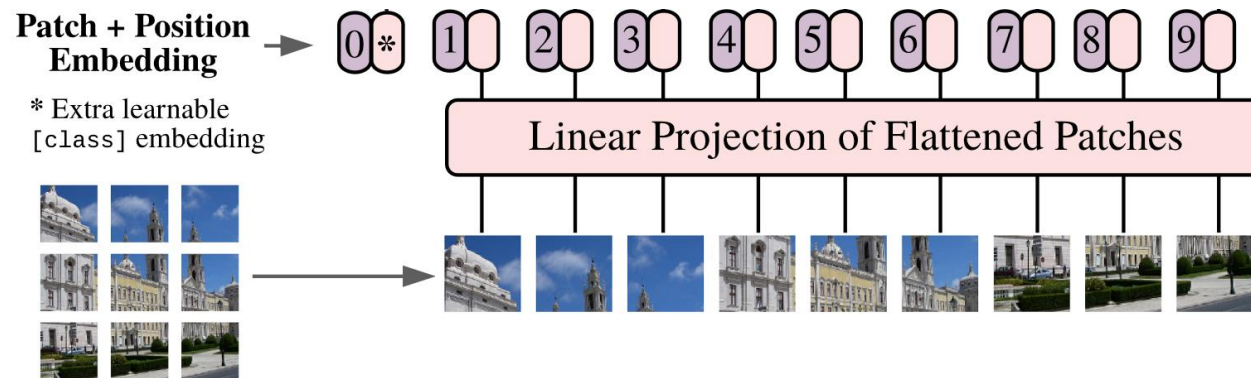 Patch + Position
Embedding
0 * 1 2 3 4 5 6 7 8 9
* Extra learnable
[class] embedding
Linear Projection of Flattened Patches